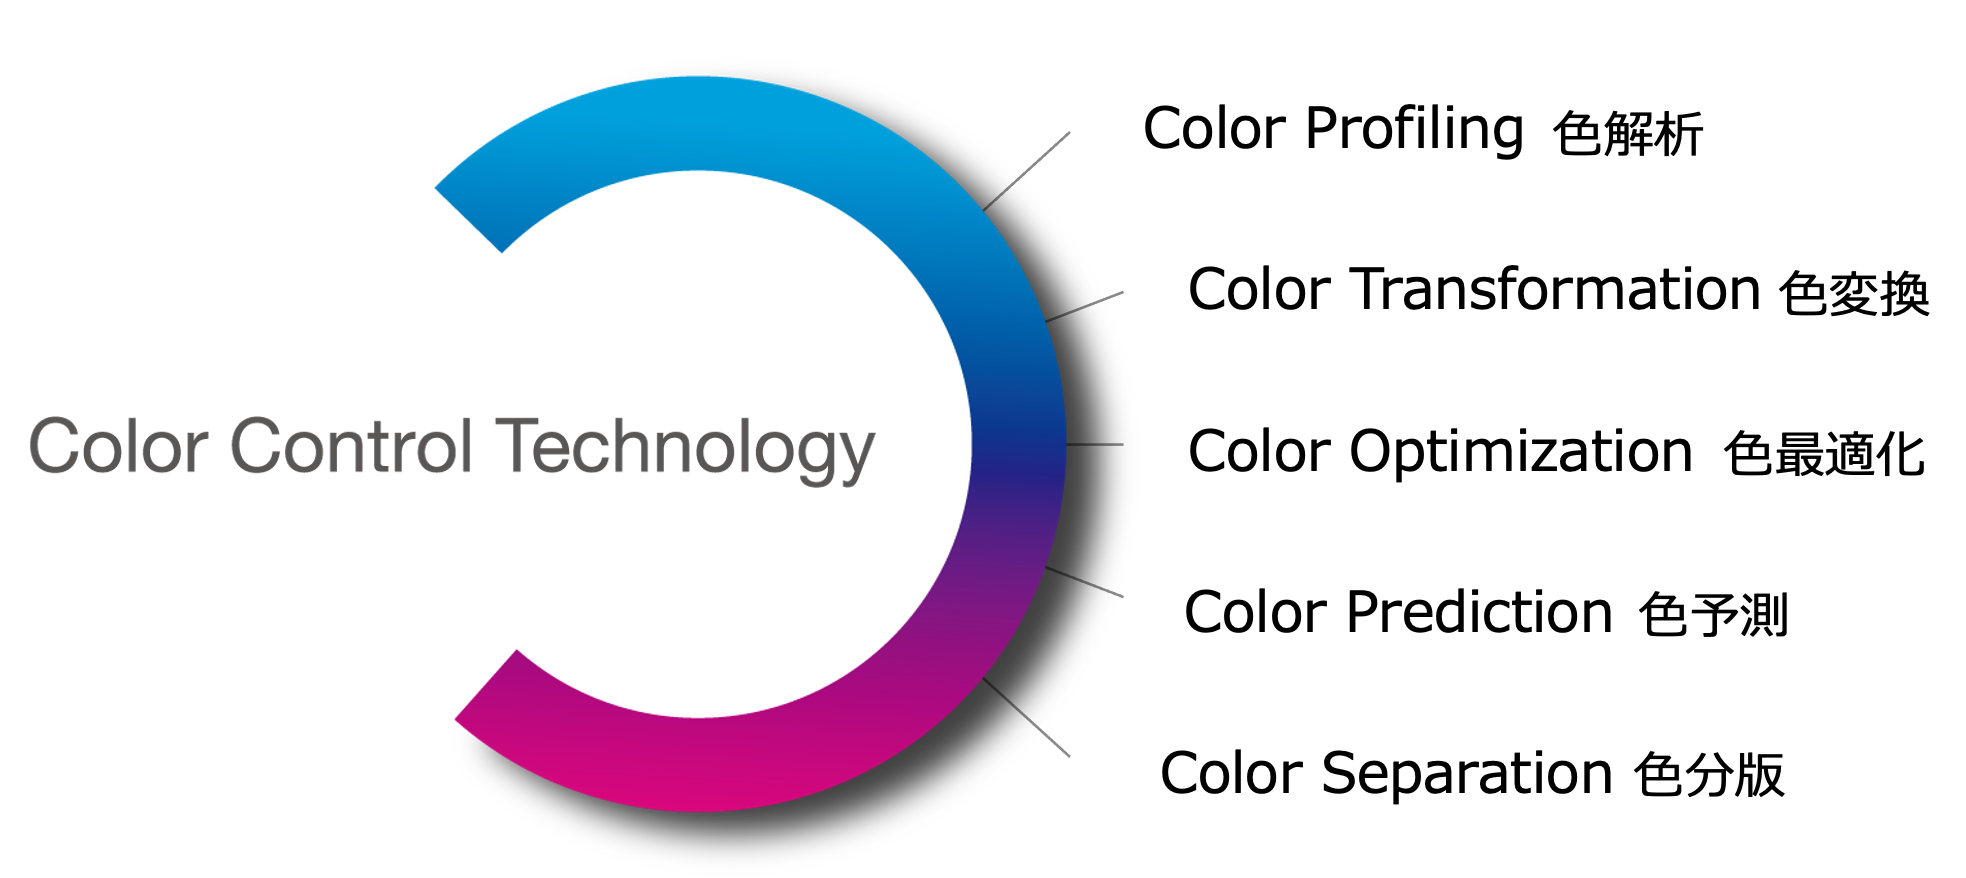 Color Profiling 色解析
Color Transformation 色変換
Color Control Technology
Color Optimization 色最適化
Color Prediction 色予測
Color Separation 色分版